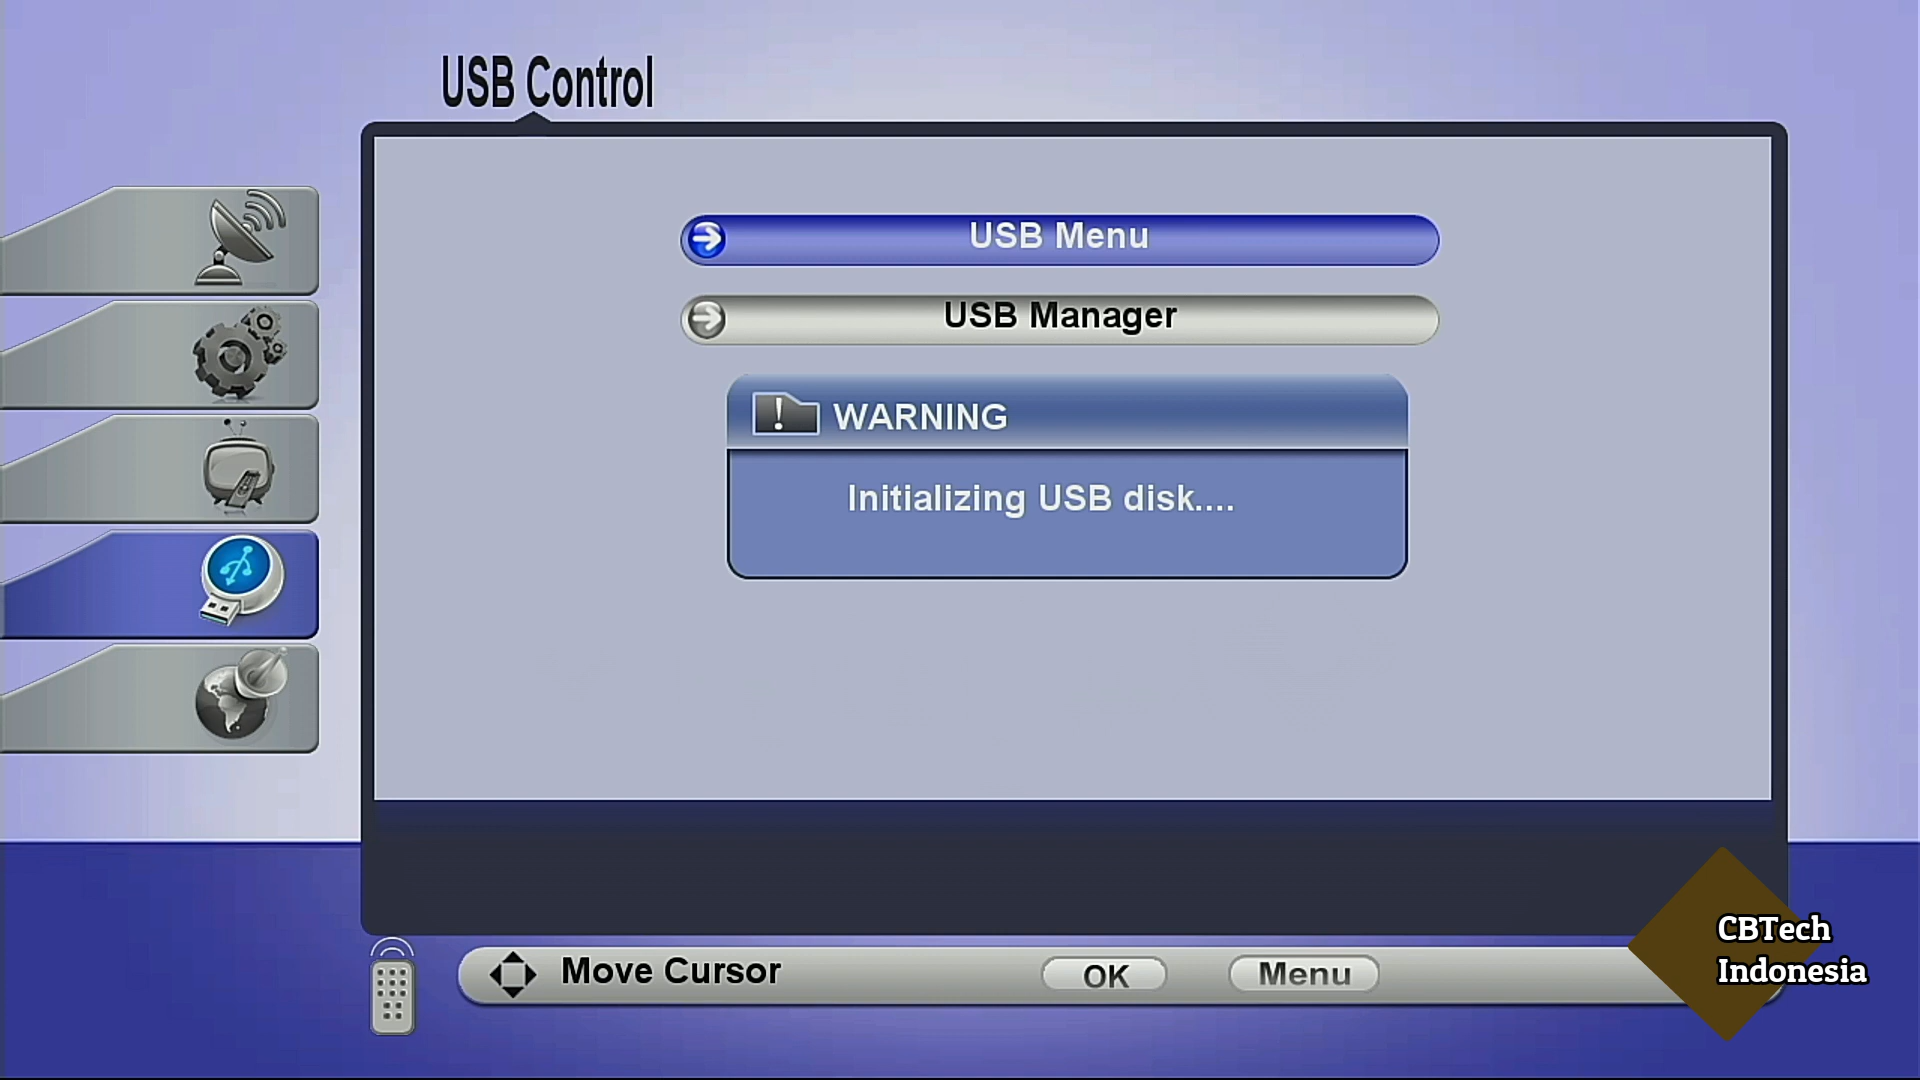 USB Control
USB Menu
USB Manager
! WARNING
Initializing USB disk....
Move Cursor
OK
Menu
CBTech
Indonesia